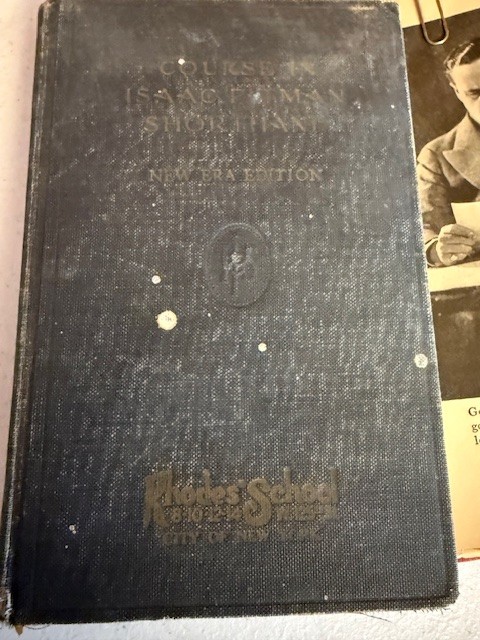 COURSE IN
ISAAC PITMAN
SHORTHAND
NEW ERA EDITION
Rhodes School
CITY OF NEW YORK